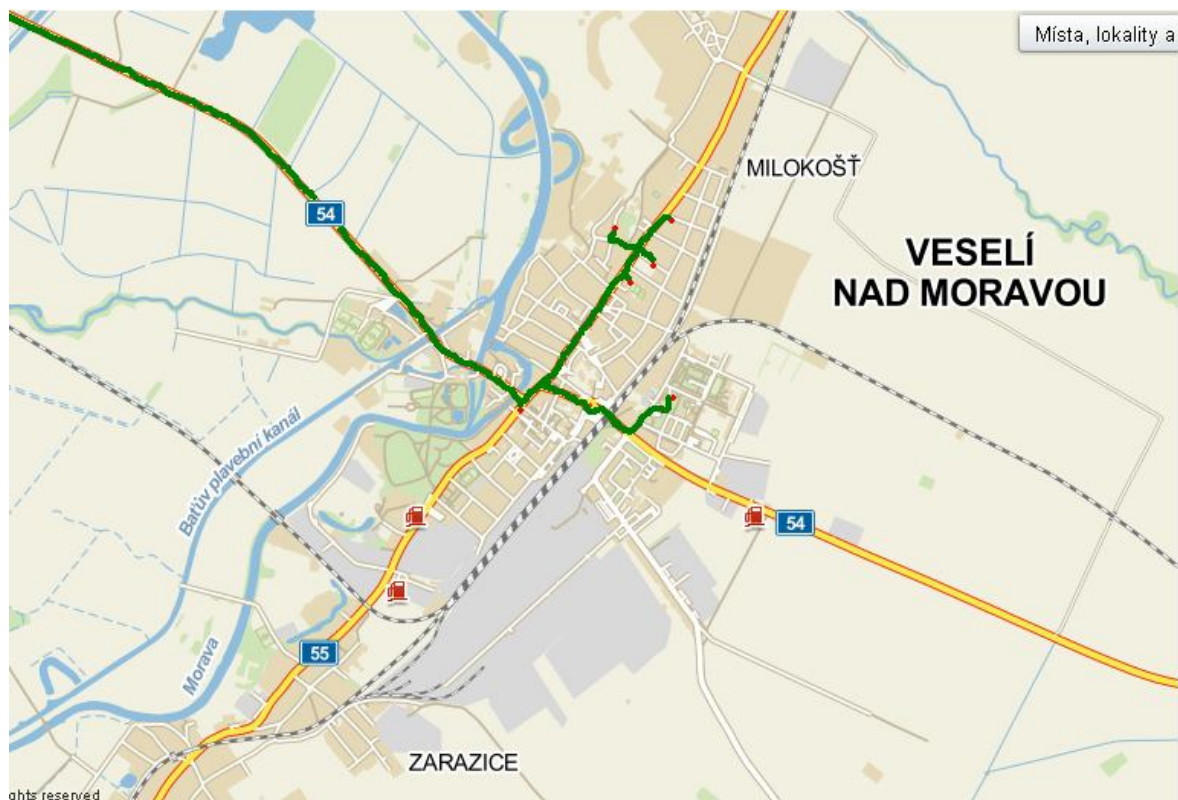 Místa, lokality a
MILOKOŠŤ
54
VESELÍ
NAD MORAVOU
Baťův plavební kanál
54
Morava
55
ZARAZICE
ghts reserved